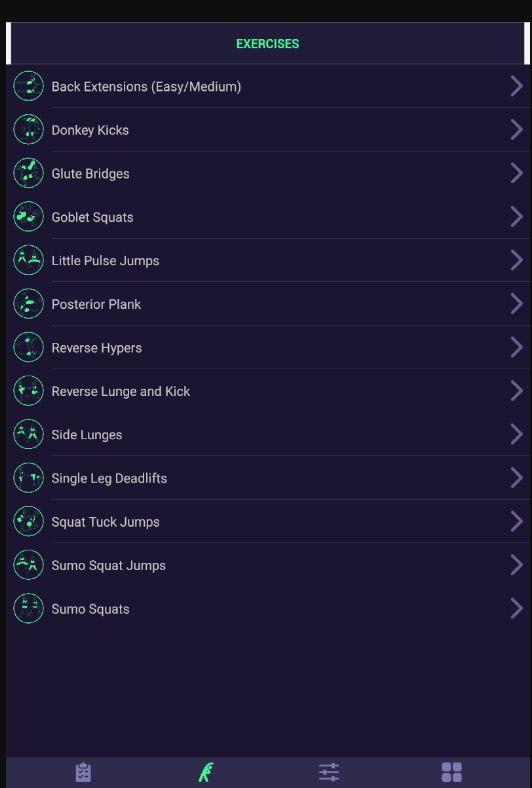 EXERCISES
Back Extensions (Easy/Medium)
Donkey Kicks
Glute Bridges
Goblet Squats
Little Pulse Jumps
Posterior Plank
Reverse Hypers
Reverse Lunge and Kick
Side Lunges
Single Leg Deadlifts
Squat Tuck Jumps
Sumo Squat Jumps
Sumo Squats